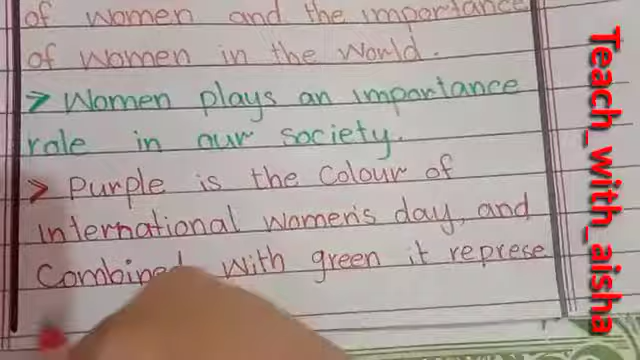 of women and the importance
of women in the world.
> Women plays an importance
role in our society.
> Purple is the colour of
international women's day, and
Combined with green it represe
Teach_with_aisha